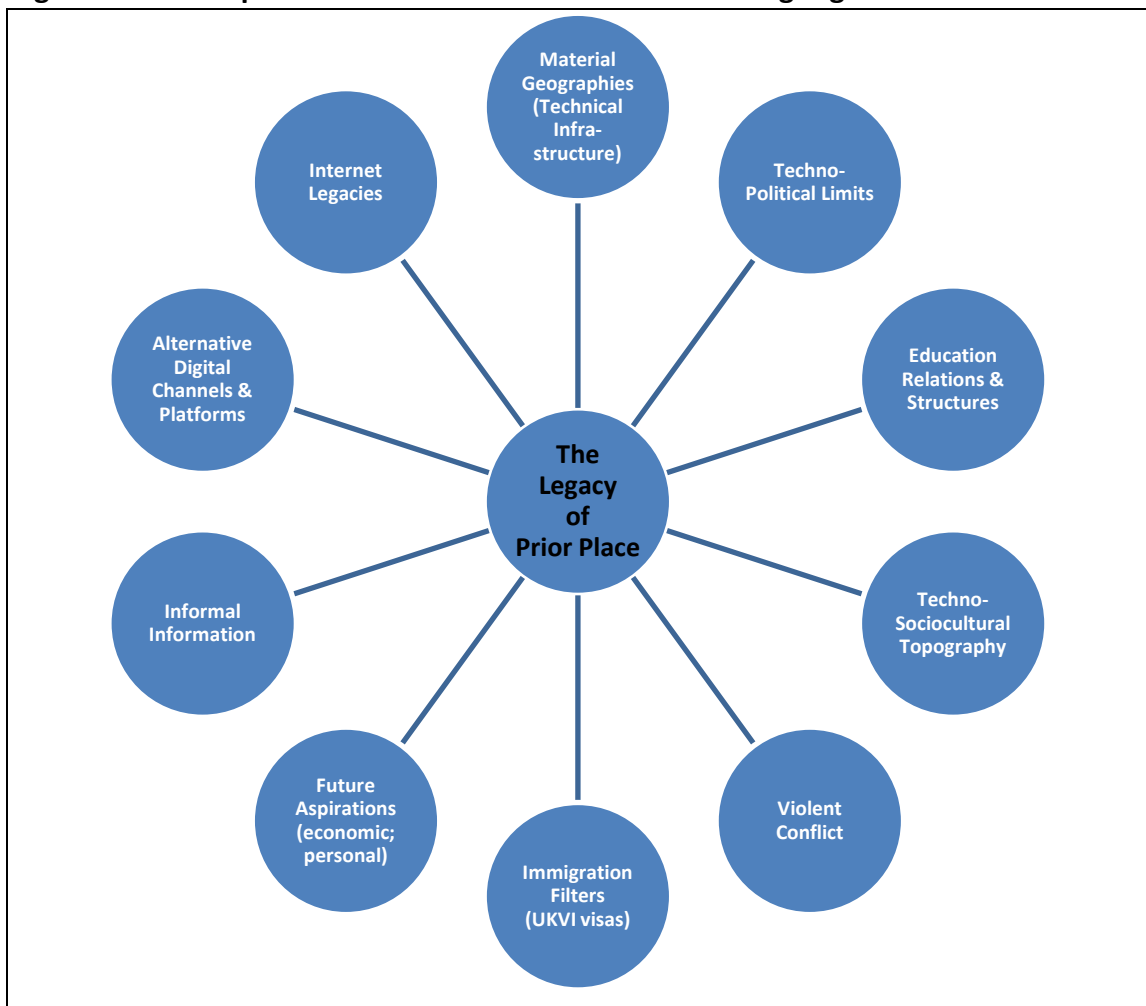 Material
Geographies
(Technical
Infra-
structure)
Techno-
Political Limits
Education
Relations &
Structures
Techno-
Sociocultural
Topography
Violent
Conflict
Immigration
Filters
(UKVI visas)
Future
Aspirations
(economic;
personal)
Informal
Information
Alternative
Digital
Channels &
Platforms
Internet
Legacies
The
Legacy
of
Prior Place